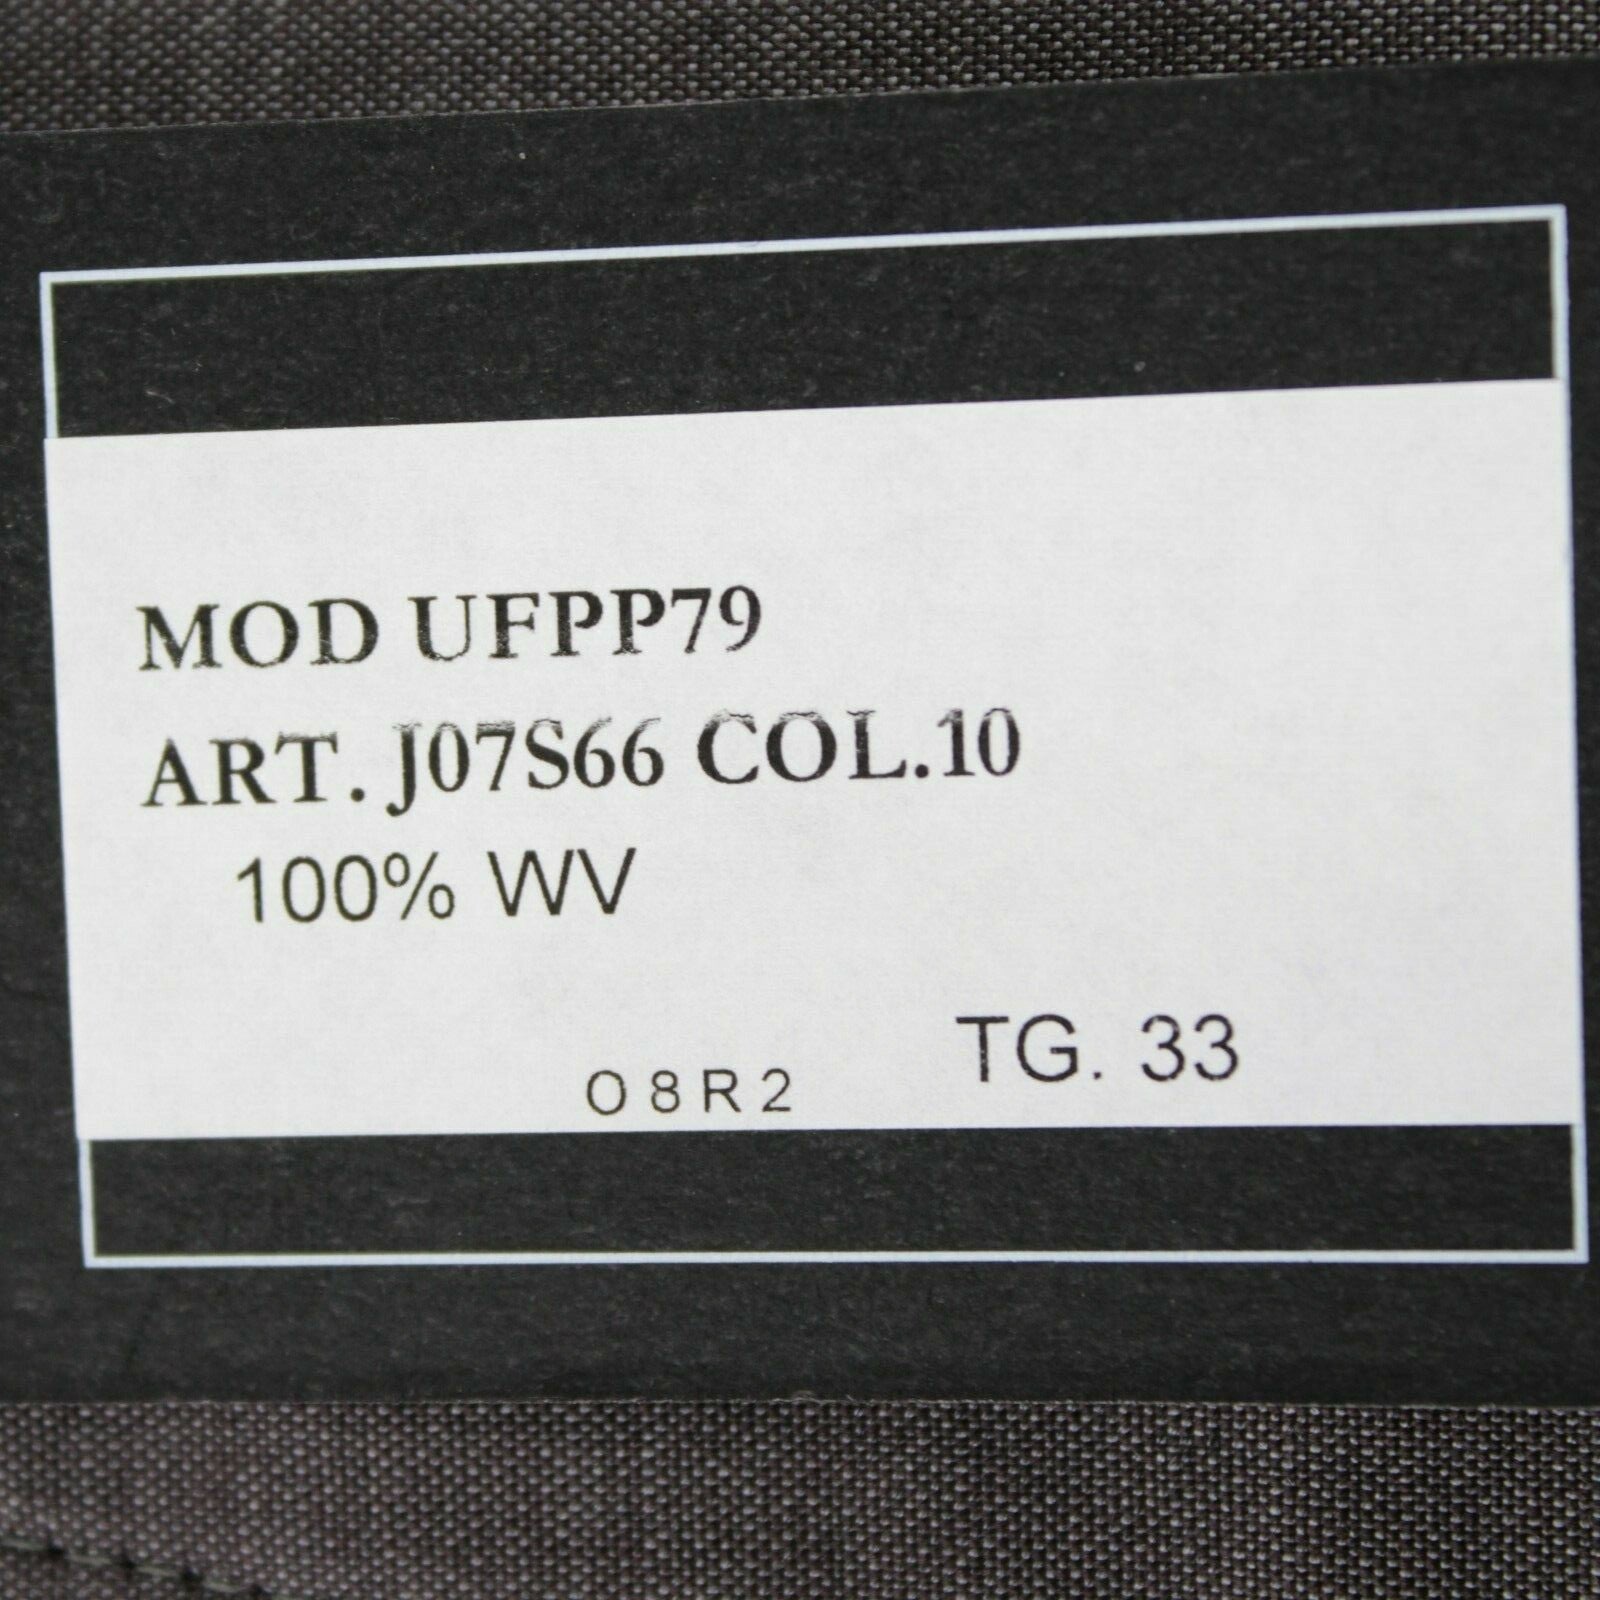 MOD UFPP79
ART. J07S66 COL.10
100% WV
TG. 33
O8R2